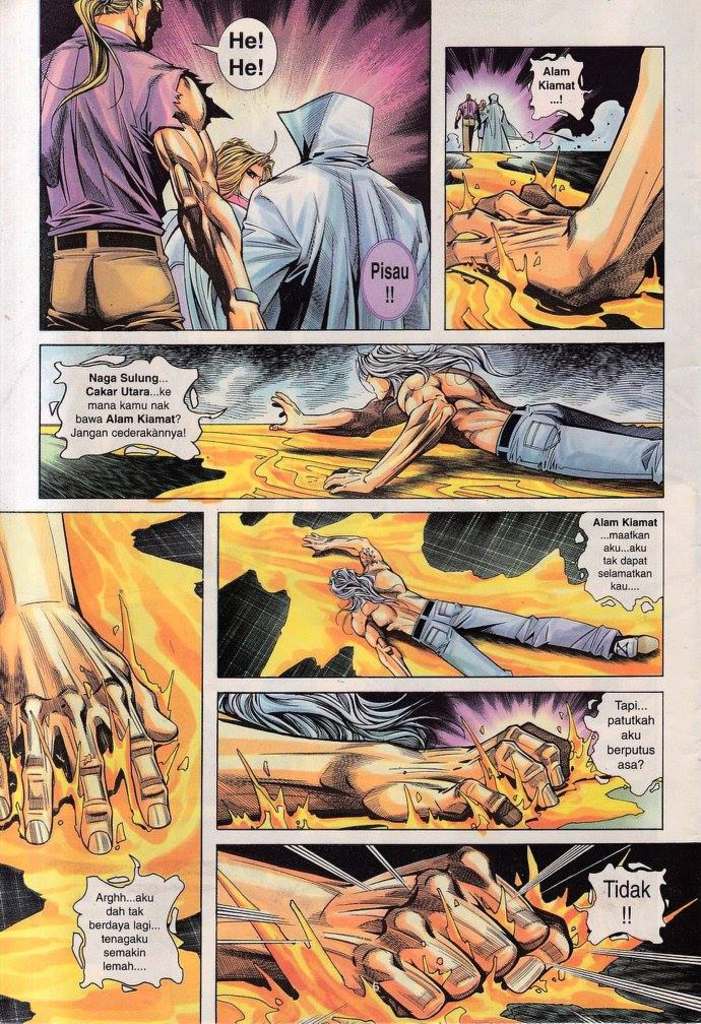 He!
He!
Pisau
!!
Alam
Kiamat
...!
Naga Sulung...
Cakar Utara...ke
mana kamu nak
bawa Alam Kiamat?
Jangan cederakannya!
Alam Kiamat
...maafkan
aku...aku
tak dapat
selamatkan
kau....
Arghh...aku
dah tak
berdaya lagi...
tenagaku
semakin
lemah....
Tapi...
patutkah
aku
berputus
asa?
Tidak
!!
6